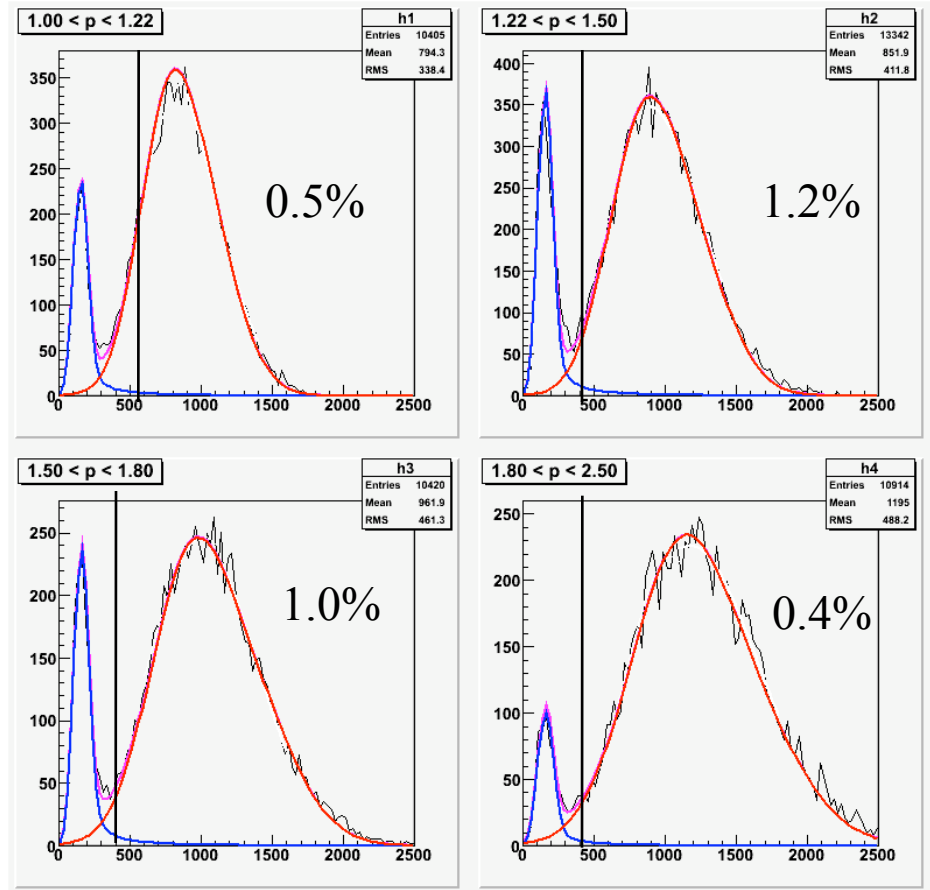 1.00 < p < 1.22
h1
Entries 10405
Mean 794.3
RMS 338.4
350
300
250
200
150
100
50
0
0 500 1000 1500 2000 2500
0.5%
1.22 < p < 1.50
h2
Entries 13342
Mean 851.9
RMS 411.8
400
350
300
250
200
150
100
50
0
0 500 1000 1500 2000 2500
1.2%
1.50 < p < 1.80
h3
Entries 10420
Mean 961.9
RMS 461.3
250
200
150
100
50
0
0 500 1000 1500 2000 2500
1.0%
1.80 < p < 2.50
h4
Entries 10914
Mean 1195
RMS 488.2
250
200
150
100
50
0
0 500 1000 1500 2000 2500
0.4%